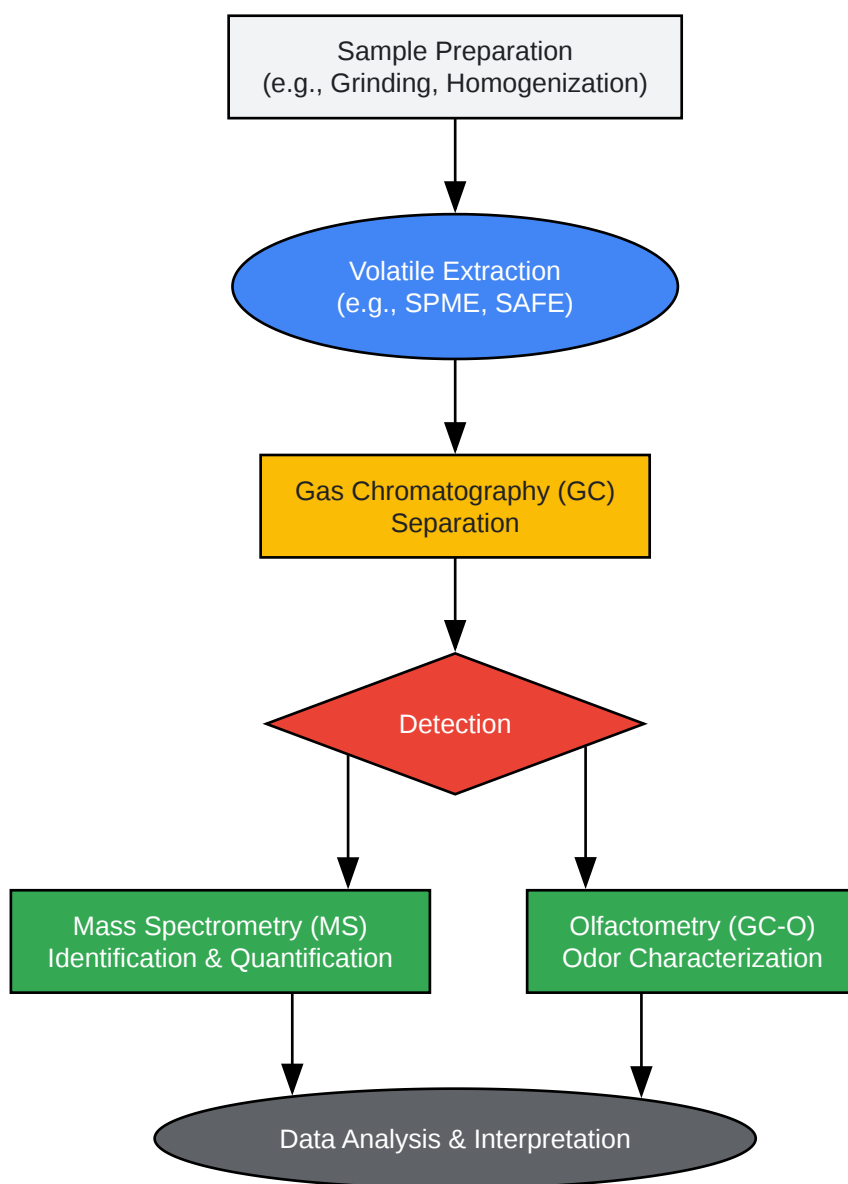 Sample Preparation
(e.g., Grinding, Homogenization)
Volatile Extraction
(e.g., SPME, SAFE)
Gas Chromatography (GC)
Separation
Detection
Mass Spectrometry (MS)
Identification & Quantification
Olfactometry (GC-O)
Odor Characterization
Data Analysis & Interpretation